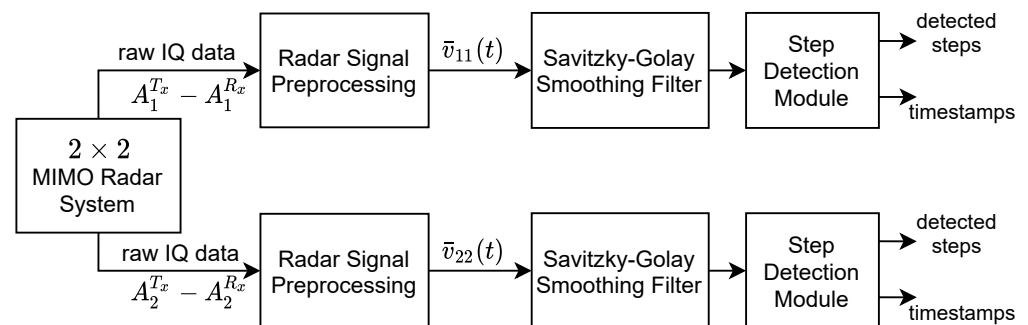 raw IQ data
A_1^{T_x} − A_1^{R_x}
Radar Signal
Preprocessing
v̄_{11}(t)
Savitzky-Golay
Smoothing Filter
Step
Detection
Module
detected
steps
timestamps
2 × 2
MIMO Radar
System
raw IQ data
A_2^{T_x} − A_2^{R_x}
Radar Signal
Preprocessing
v̄_{22}(t)
Savitzky-Golay
Smoothing Filter
Step
Detection
Module
detected
steps
timestamps